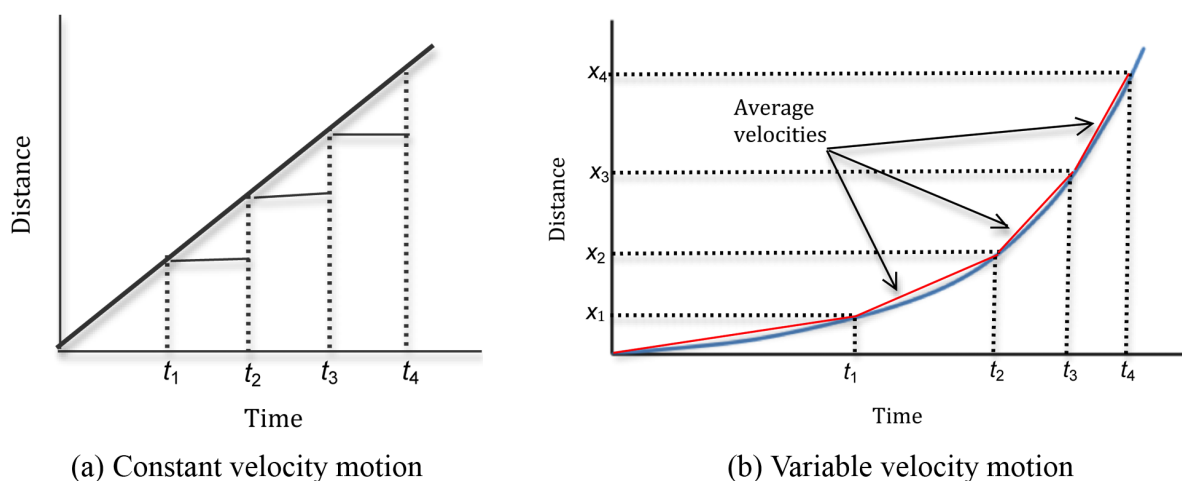 Distance
t1 t2 t3 t4
Time
(a) Constant velocity motion
Distance
x4
x3
x2
x1
Average
velocities
t1 t2 t3 t4
Time
(b) Variable velocity motion